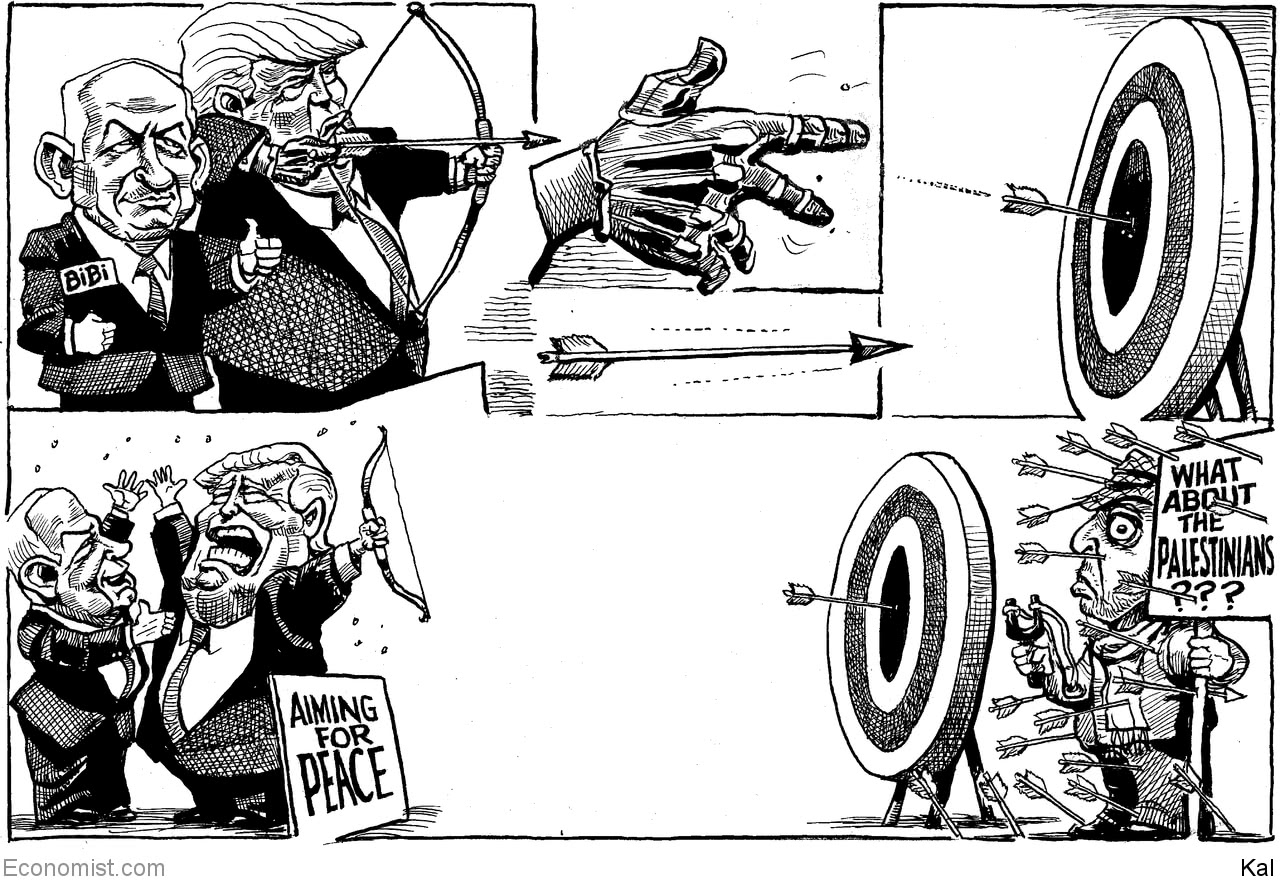 BiBi
WHAT
ABOUT
THE
PALESTINIANS
???
AIMING
FOR
PEACE
Economist.com
Kal